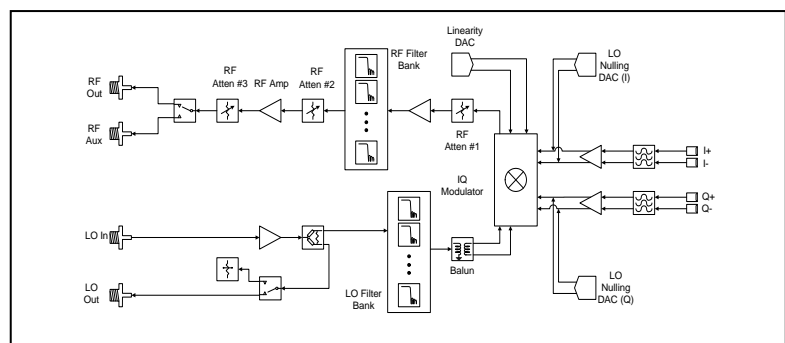 Linearity
DAC
RF Filter
Bank
LO
Nulling
DAC (I)
RF
Out
RF
Atten #3
RF Amp
RF
Atten #2
RF
Aux
RF
Atten #1
I+
I-
IQ
Modulator
Q+
Q-
LO In
LO
Out
LO Filter
Bank
Balun
LO
Nulling
DAC (Q)